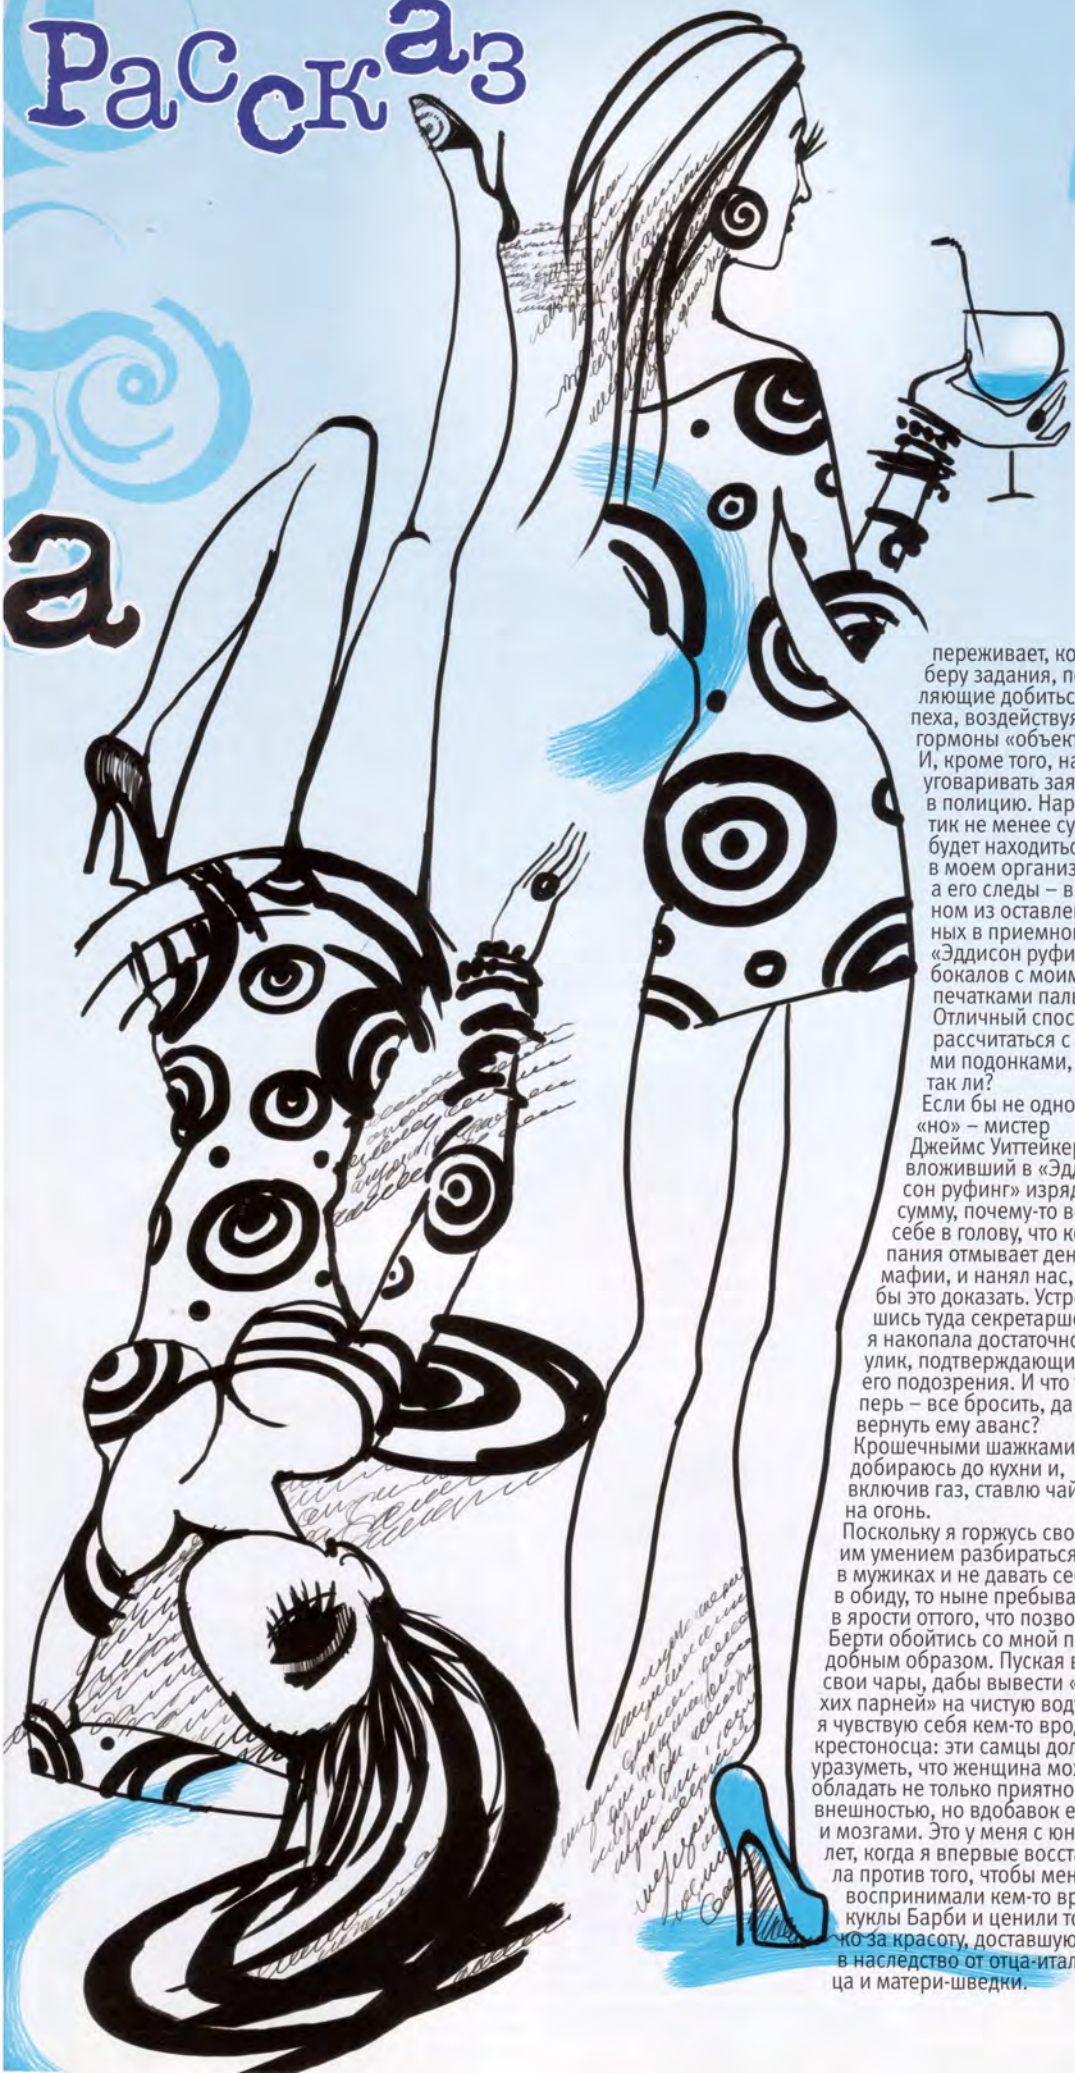 Рассказ
а
переживает, ко
беру задания, п
ляющие добитьс
пеха, воздействуя
гормоны «объект
И, кроме того, на
уговаривать зая
в полицию. Нар
тик не менее су
будет находитьс
в моем организ
а его следы – в
ном из оставлен
ных в приемно
«Эддисон руфи
бокалов с моим
печатками паль
Отличный спос
рассчитаться с
ми подонками,
так ли?
Если бы не одно
«но» – мистер
Джеймс Уиттейкер
вложивший в «Эдд
сон руфинг» изряд
сумму, почему-то в
себе в голову, что ко
пания отмывает ден
мафии, и нанял нас,
бы это доказать. Устр
шись туда секретарш
я накопала достаточно
улик, подтверждающи
его подозрения. И что
перь – все бросить, да
вернуть ему аванс?
Крошечными шажками
добираюсь до кухни и,
включив газ, ставлю чай
на огонь.
Поскольку я горжусь сво
им умением разбираться
в мужиках и не давать себ
в обиду, то ныне пребыва
в ярости оттого, что позво
Берти обойтись со мной п
добным образом. Пуская в
свои чары, дабы вывести «
хих парней» на чистую вод
я чувствую себя кем-то врод
крестоносца: эти самцы дол
уразуметь, что женщина мож
обладать не только приятно
внешностью, но вдобавок е
и мозгами. Это у меня с юн
лет, когда я впервые восста
ла против того, чтобы мен
воспринимали кем-то вр
куклы Барби и ценили то
ко за красоту, доставшую
в наследство от отца-итал
ца и матери-шведки.